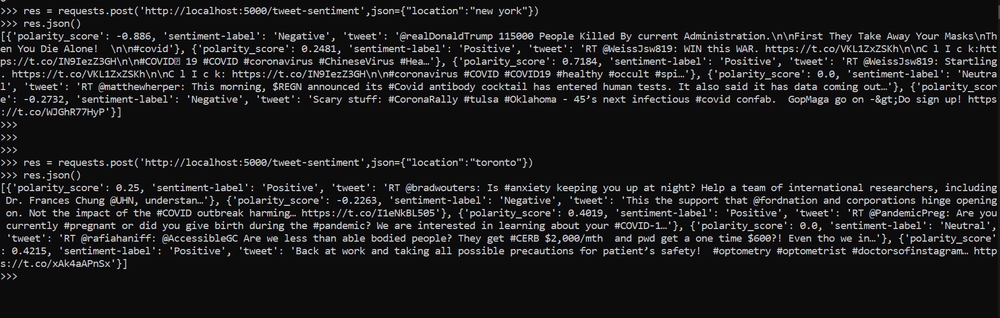 >>> res = requests.post('http://localhost:5000/tweet-sentiment',json={"location":"new york"})
>>> res.json()
[{'polarity_score': -0.886, 'sentiment-label': 'Negative', 'tweet': '@realDonaldTrump 115000 People Killed By current Administration.\n\nFirst They Take Away Your Masks\nTh
en You Die Alone!  \n\n#covid'}, {'polarity_score': 0.2481, 'sentiment-label': 'Positive', 'tweet': 'RT @WeissJsw819: WIN this WAR. https://t.co/VKL1ZxZSKh\n\nC l I c k:htt
ps://t.co/IN9IezZ3GH\n\n#COVID 19 #COVID #coronavirus #ChineseVirus #Hea…'}, {'polarity_score': 0.7184, 'sentiment-label': 'Positive', 'tweet': 'RT @WeissJsw819: Startling
. https://t.co/VKL1ZxZSKh\n\nC l I c k: https://t.co/IN9IezZ3GH\n\n#coronavirus #COVID #COVID19 #healthy #occult #spi…'}, {'polarity_score': 0.0, 'sentiment-label': 'Neutra
l', 'tweet': 'RT @matthewherper: This morning, $REGN announced its #Covid antibody cocktail has entered human tests. It also said it has data coming out…'}, {'polarity_scor
e': -0.2732, 'sentiment-label': 'Negative', 'tweet': 'Scary stuff: #CoronaRally #tulsa #Oklahoma - 45’s next infectious #covid confab.  GopMaga go on -&gt;Do sign up! https
://t.co/WJGhR77HyP'}]
>>>
>>>
>>>
>>> res = requests.post('http://localhost:5000/tweet-sentiment',json={"location":"toronto"})
>>> res.json()
[{'polarity_score': 0.25, 'sentiment-label': 'Positive', 'tweet': 'RT @bradwouters: Is #anxiety keeping you up at night? Help a team of international researchers, including
 Dr. Frances Chung @UHN, understan…'}, {'polarity_score': -0.2263, 'sentiment-label': 'Negative', 'tweet': 'This the support that @fordnation and corporations hinge opening
 on. Not the impact of the #COVID outbreak harming… https://t.co/I1eNkBL505'}, {'polarity_score': 0.4019, 'sentiment-label': 'Positive', 'tweet': 'RT @PandemicPreg: Are you
 currently #pregnant or did you give birth during the #pandemic? We are interested in learning about your #COVID-1…'}, {'polarity_score': 0.0, 'sentiment-label': 'Neutral',
 'tweet': 'RT @rafiahaniff: @AccessibleGC Are we less than able bodied people? They get #CERB $2,000/mth  and pwd get a one time $600?! Even tho we in…'}, {'polarity_score'
: 0.4215, 'sentiment-label': 'Positive', 'tweet': 'Back at work and taking all possible precautions for patient’s safety!  #optometry #optometrist #doctorsofinstagram… http
s://t.co/xAk4aAPnSx'}]
>>>